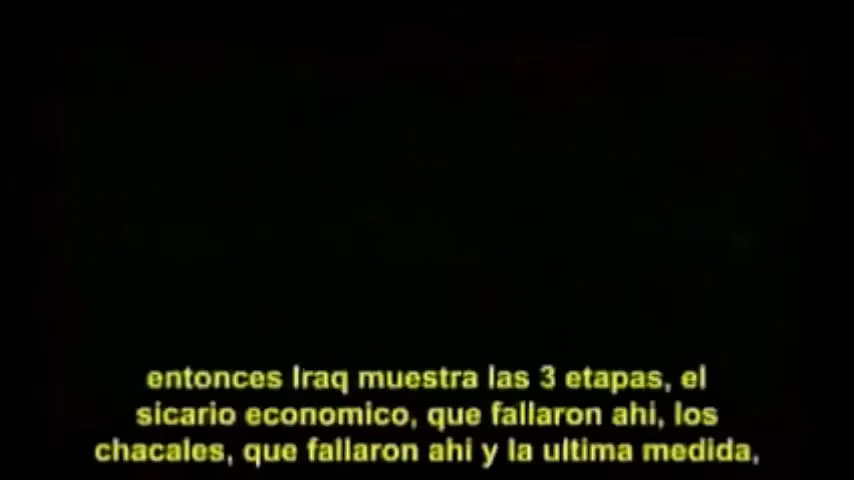 entonces Iraq muestra las 3 etapas, el
sicario economico, que fallaron ahi, los
chacales, que fallaron ahi y la ultima medida,